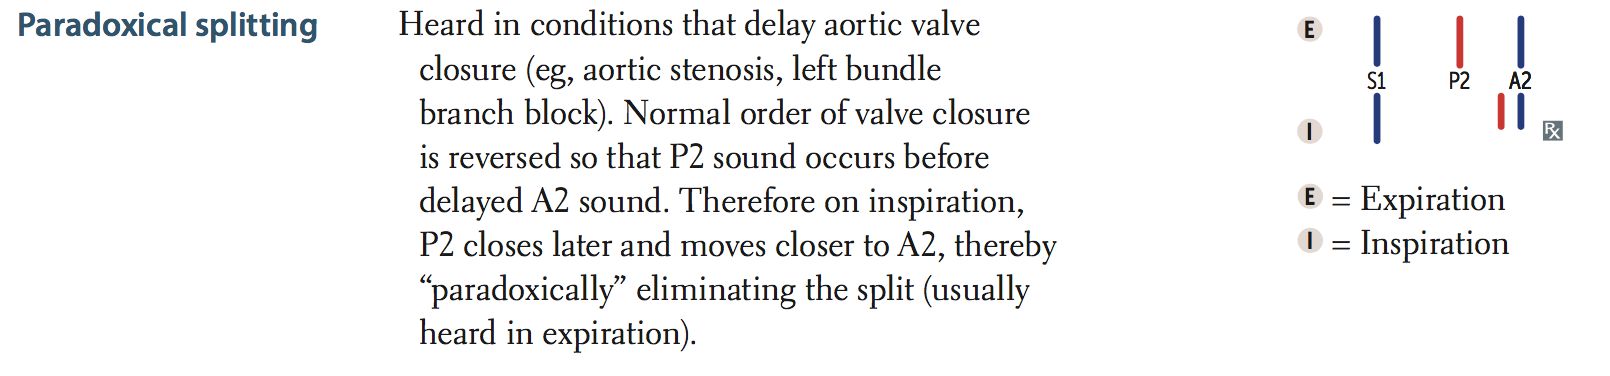 Paradoxical splitting
Heard in conditions that delay aortic valve
closure (eg, aortic stenosis, left bundle
branch block). Normal order of valve closure
is reversed so that P2 sound occurs before
delayed A2 sound. Therefore on inspiration,
P2 closes later and moves closer to A2, thereby
“paradoxically” eliminating the split (usually
heard in expiration).
E
S1 P2 A2
I
℞
E = Expiration
I = Inspiration